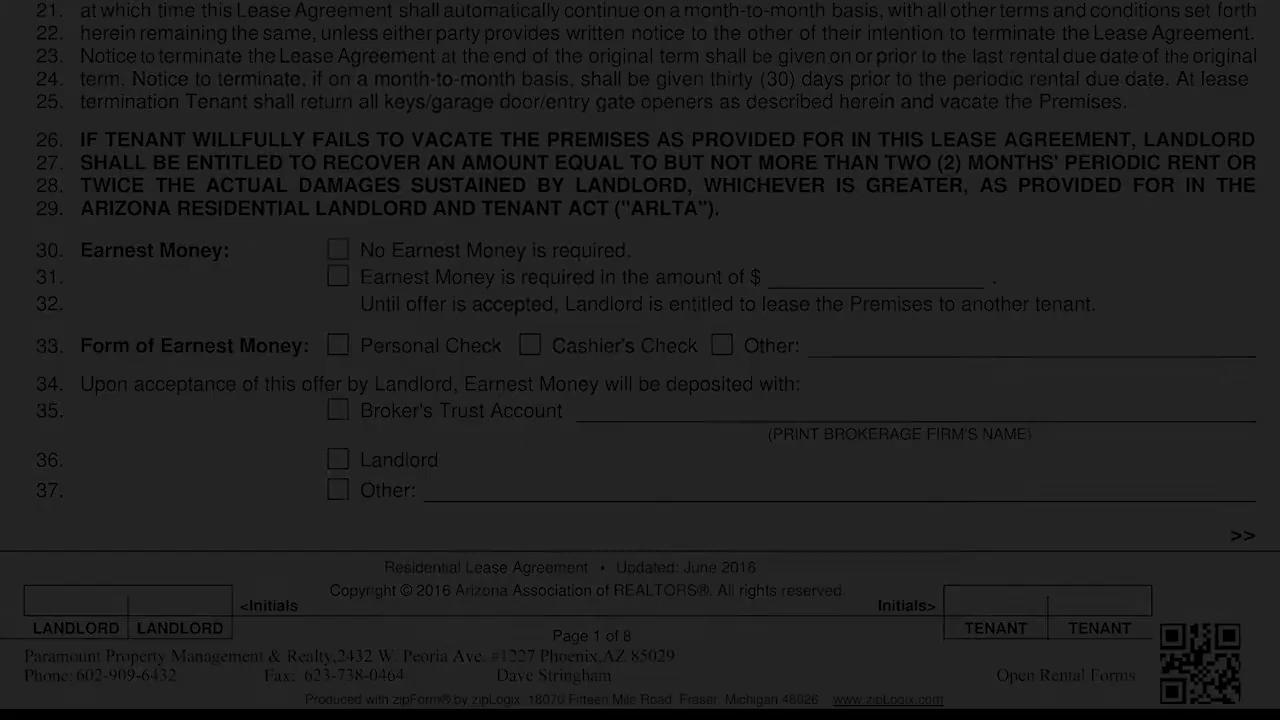 21. at which time this Lease Agreement shall automatically continue on a month-to-month basis, with all other terms and conditions set forth
22. herein remaining the same, unless either party provides written notice to the other of their intention to terminate the Lease Agreement.
23. Notice to terminate the Lease Agreement at the end of the original term shall be given on or prior to the last rental due date of the original
24. term. Notice to terminate, if on a month-to-month basis, shall be given thirty (30) days prior to the periodic rental due date. At lease
25. termination Tenant shall return all keys/garage door/entry gate openers as described herein and vacate the Premises.
26. IF TENANT WILLFULLY FAILS TO VACATE THE PREMISES AS PROVIDED FOR IN THIS LEASE AGREEMENT, LANDLORD
27. SHALL BE ENTITLED TO RECOVER AN AMOUNT EQUAL TO BUT NOT MORE THAN TWO (2) MONTHS' PERIODIC RENT OR
28. TWICE THE ACTUAL DAMAGES SUSTAINED BY LANDLORD, WHICHEVER IS GREATER, AS PROVIDED FOR IN THE
29. ARIZONA RESIDENTIAL LANDLORD AND TENANT ACT ("ARLTA").
30. Earnest Money: No Earnest Money is required.
31. Earnest Money is required in the amount of $ .
32. Until offer is accepted, Landlord is entitled to lease the Premises to another tenant.
33. Form of Earnest Money: Personal Check Cashier's Check Other:
34. Upon acceptance of this offer by Landlord, Earnest Money will be deposited with:
35. Broker's Trust Account
(PRINT BROKERAGE FIRM'S NAME)
36. Landlord
37. Other:
>>
Residential Lease Agreement • Updated: June 2016
Copyright © 2016 Arizona Association of REALTORS®. All rights reserved.
<Initials Initials>
LANDLORD LANDLORD TENANT TENANT
Page 1 of 8
Paramount Property Management & Realty,2432 W. Peoria Ave. #1227 Phoenix,AZ 85029
Phone: 602-909-6432 Fax: 623-738-0464 Dave Stringham Open Rental Forms
Produced with zipForm® by zipLogix 18070 Fifteen Mile Road, Fraser, Michigan 48026 www.zipLogix.com